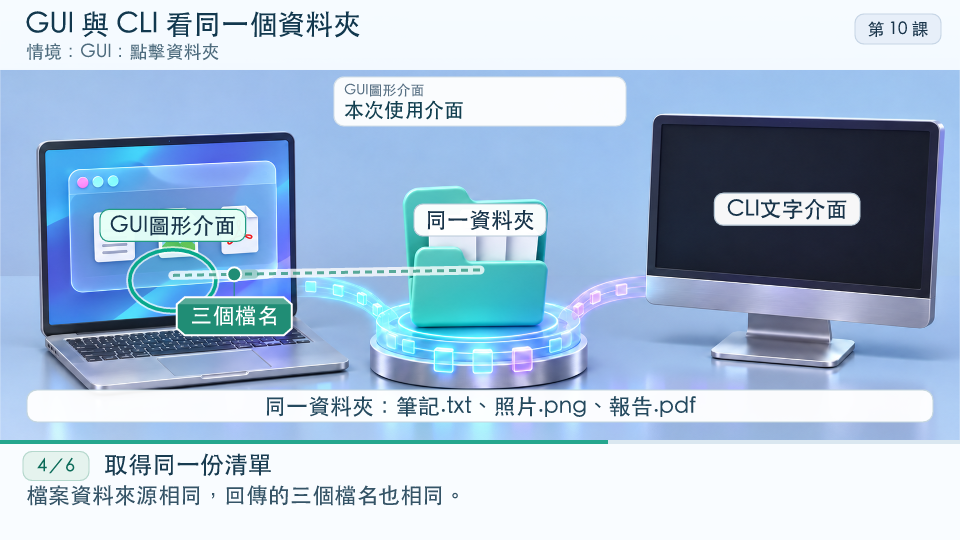 GUI 與 CLI 看同一個資料夾
情境：GUI：點擊資料夾
第 10 課
GUI圖形介面
本次使用介面
GUI圖形介面
同一資料夾
CLI文字介面
三個檔名
同一資料夾：筆記.txt、照片.png、報告.pdf
4／6
取得同一份清單
檔案資料來源相同，回傳的三個檔名也相同。